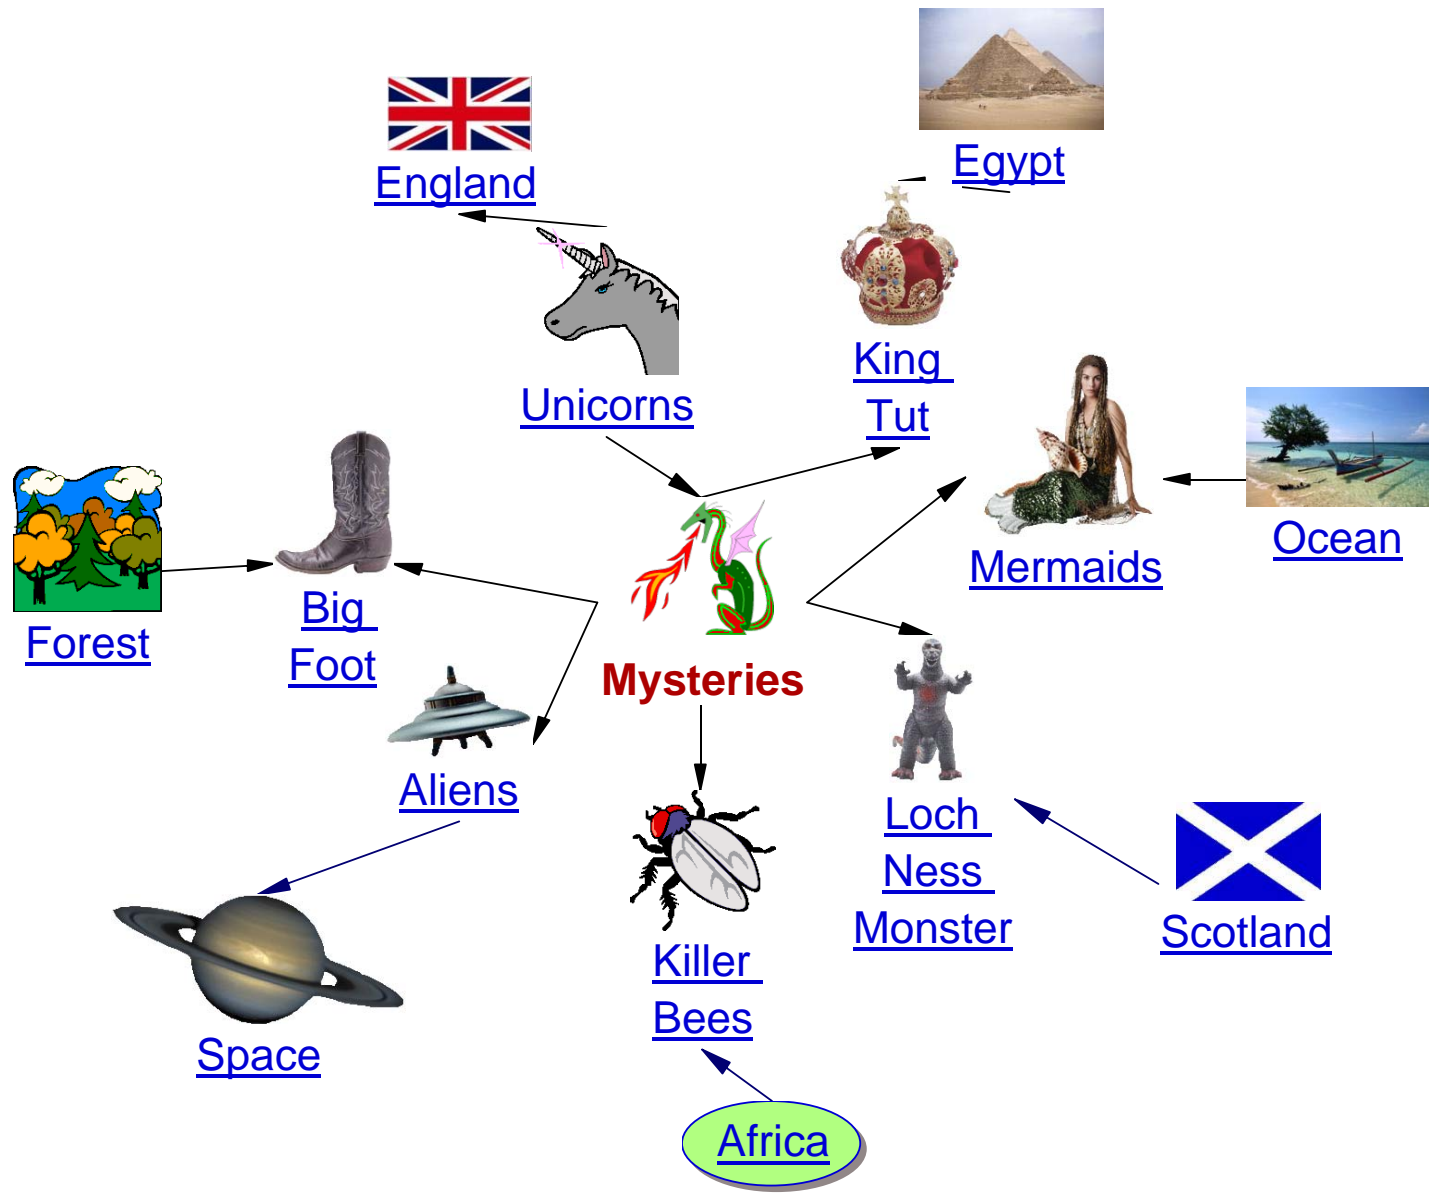 Egypt
England
King
Tut
Unicorns
Ocean
Mermaids
Big
Foot
Forest
Mysteries
Aliens
Loch
Ness
Monster
Scotland
Killer
Bees
Space
Africa